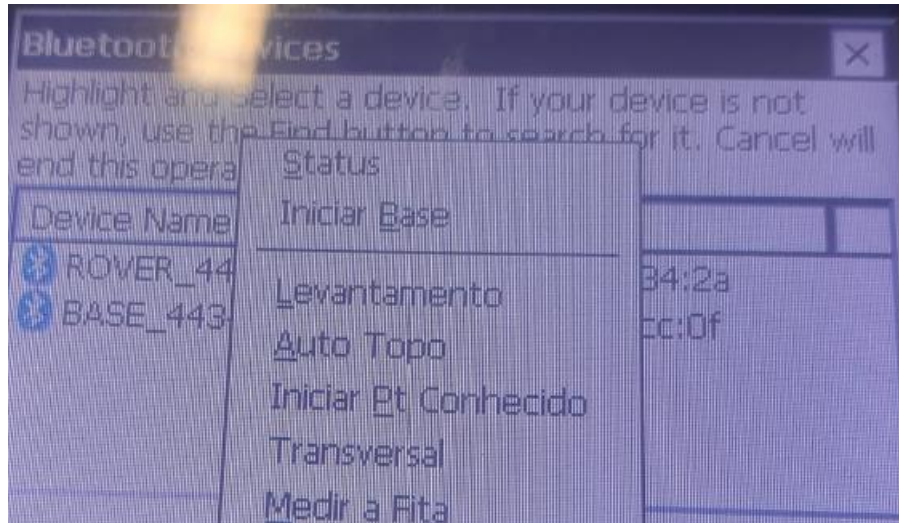 Bluetoot vices
Highlight and select a device. If your device is not
shown, use the Find button to search for it. Cancel will
end this opera
Device Name
ROVER_44 34:2a
BASE_443 cc:0f
Status
Iniciar Base
Levantamento
Auto Topo
Iniciar Pt Conhecido
Transversal
Medir a Fita